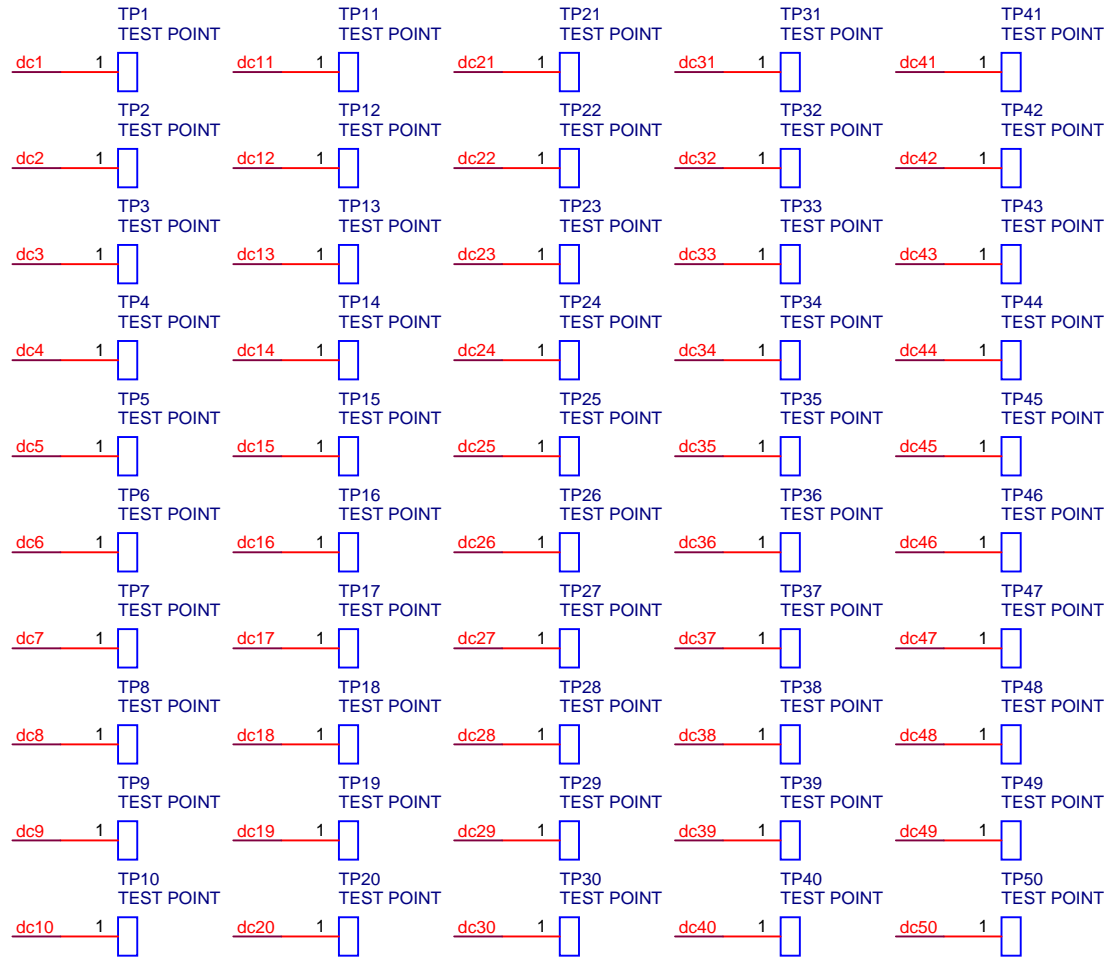 TP1 TP11 TP21 TP31 TP41
TEST POINT TEST POINT TEST POINT TEST POINT TEST POINT
dc1 1 dc11 1 dc21 1 dc31 1 dc41 1
TP2 TP12 TP22 TP32 TP42
TEST POINT TEST POINT TEST POINT TEST POINT TEST POINT
dc2 1 dc12 1 dc22 1 dc32 1 dc42 1
TP3 TP13 TP23 TP33 TP43
TEST POINT TEST POINT TEST POINT TEST POINT TEST POINT
dc3 1 dc13 1 dc23 1 dc33 1 dc43 1
TP4 TP14 TP24 TP34 TP44
TEST POINT TEST POINT TEST POINT TEST POINT TEST POINT
dc4 1 dc14 1 dc24 1 dc34 1 dc44 1
TP5 TP15 TP25 TP35 TP45
TEST POINT TEST POINT TEST POINT TEST POINT TEST POINT
dc5 1 dc15 1 dc25 1 dc35 1 dc45 1
TP6 TP16 TP26 TP36 TP46
TEST POINT TEST POINT TEST POINT TEST POINT TEST POINT
dc6 1 dc16 1 dc26 1 dc36 1 dc46 1
TP7 TP17 TP27 TP37 TP47
TEST POINT TEST POINT TEST POINT TEST POINT TEST POINT
dc7 1 dc17 1 dc27 1 dc37 1 dc47 1
TP8 TP18 TP28 TP38 TP48
TEST POINT TEST POINT TEST POINT TEST POINT TEST POINT
dc8 1 dc18 1 dc28 1 dc38 1 dc48 1
TP9 TP19 TP29 TP39 TP49
TEST POINT TEST POINT TEST POINT TEST POINT TEST POINT
dc9 1 dc19 1 dc29 1 dc39 1 dc49 1
TP10 TP20 TP30 TP40 TP50
TEST POINT TEST POINT TEST POINT TEST POINT TEST POINT
dc10 1 dc20 1 dc30 1 dc40 1 dc50 1